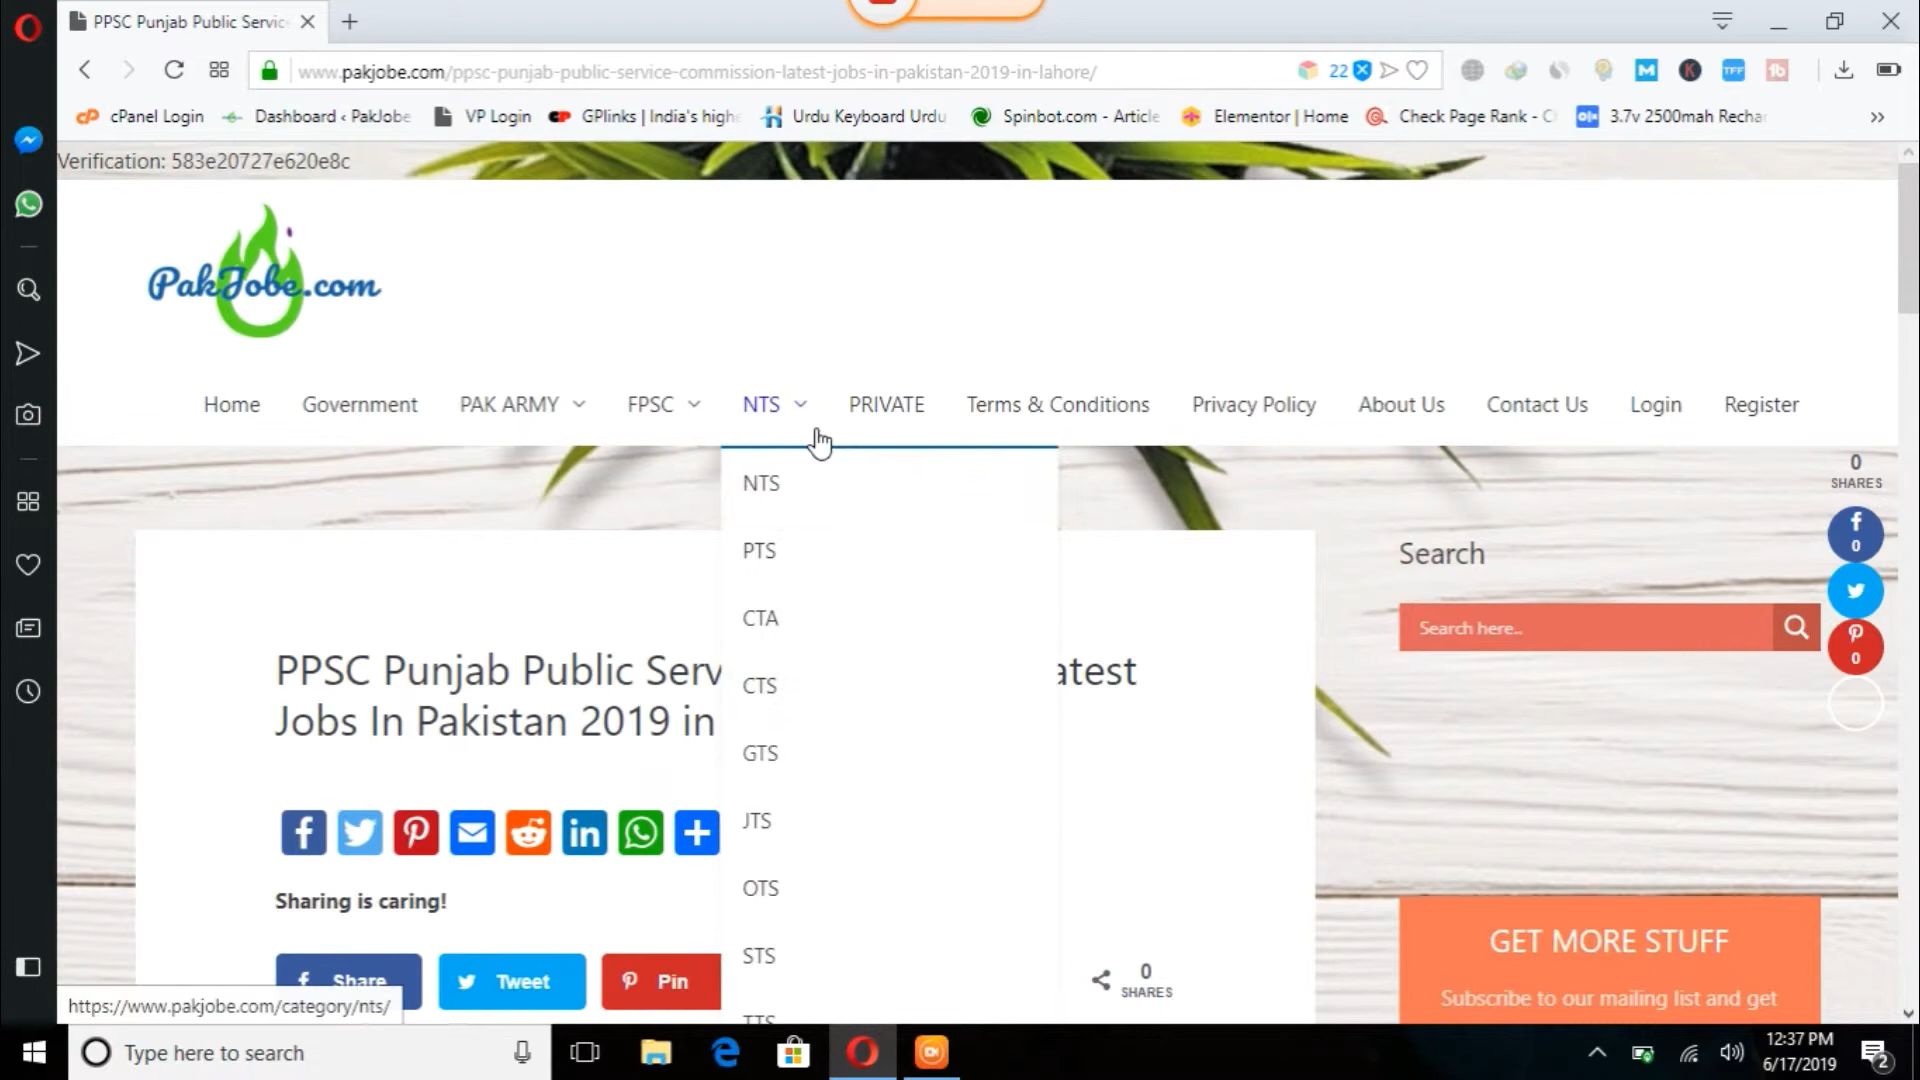 PPSC Punjab Public Servic
www.pakjobe.com/ppsc-punjab-public-service-commission-latest-jobs-in-pakistan-2019-in-lahore/
22
cPanel Login
Dashboard ‹ PakJobe
VP Login
GPlinks | India's highe
Urdu Keyboard Urdu
Spinbot.com - Article
Elementor | Home
Check Page Rank - C
3.7v 2500mah Rechar
Verification: 583e20727e620e8c
PakJobe.com
Home
Government
PAK ARMY
FPSC
NTS
PRIVATE
Terms & Conditions
Privacy Policy
About Us
Contact Us
Login
Register
NTS
PTS
CTA
CTS
GTS
JTS
OTS
STS
TTS
0
SHARES
0
0
Search
Search here..
PPSC Punjab Public Serv atest
Jobs In Pakistan 2019 in
Sharing is caring!
Share
Tweet
Pin
0
SHARES
GET MORE STUFF
Subscribe to our mailing list and get
https://www.pakjobe.com/category/nts/
Type here to search
12:37 PM
6/17/2019
2